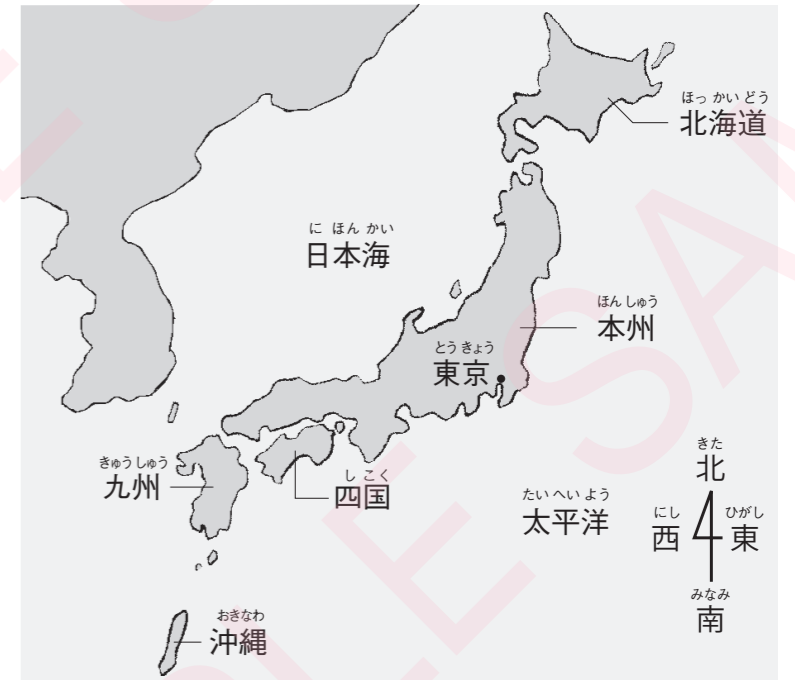 ほっかいどう
北海道
にほんかい
日本海
ほんしゅう
本州
とうきょう
東京
きゅうしゅう
九州
しこく
四国
たいへいよう
太平洋
きた
北
にし
西
ひがし
東
みなみ
南
おきなわ
沖縄